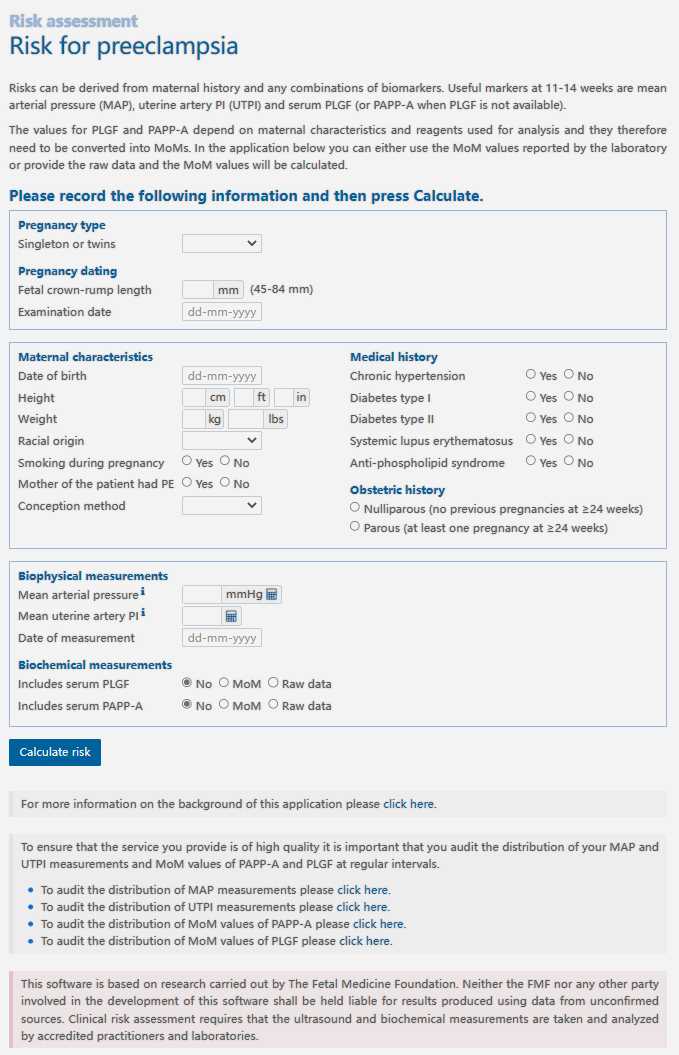 Risk assessment
Risk for preeclampsia
Risks can be derived from maternal history and any combinations of biomarkers. Useful markers at 11-14 weeks are mean
arterial pressure (MAP), uterine artery PI (UTPI) and serum PLGF (or PAPP-A when PLGF is not available).
The values for PLGF and PAPP-A depend on maternal characteristics and reagents used for analysis and they therefore
need to be converted into MoMs. In the application below you can either use the MoM values reported by the laboratory
or provide the raw data and the MoM values will be calculated.
Please record the following information and then press Calculate.
Pregnancy type
Singleton or twins
Pregnancy dating
Fetal crown-rump length mm (45-84 mm)
Examination date dd-mm-yyyy
Maternal characteristics
Date of birth dd-mm-yyyy
Height cm ft in
Weight kg lbs
Racial origin
Smoking during pregnancy Yes No
Mother of the patient had PE Yes No
Conception method
Medical history
Chronic hypertension Yes No
Diabetes type I Yes No
Diabetes type II Yes No
Systemic lupus erythematosus Yes No
Anti-phospholipid syndrome Yes No
Obstetric history
Nulliparous (no previous pregnancies at ≥24 weeks)
Parous (at least one pregnancy at ≥24 weeks)
Biophysical measurements
Mean arterial pressure i mmHg
Mean uterine artery PI i
Date of measurement dd-mm-yyyy
Biochemical measurements
Includes serum PLGF No MoM Raw data
Includes serum PAPP-A No MoM Raw data
Calculate risk
For more information on the background of this application please click here.
To ensure that the service you provide is of high quality it is important that you audit the distribution of your MAP and
UTPI measurements and MoM values of PAPP-A and PLGF at regular intervals.
• To audit the distribution of MAP measurements please click here.
• To audit the distribution of UTPI measurements please click here.
• To audit the distribution of MoM values of PAPP-A please click here.
• To audit the distribution of MoM values of PLGF please click here.
This software is based on research carried out by The Fetal Medicine Foundation. Neither the FMF nor any other party
involved in the development of this software shall be held liable for results produced using data from unconfirmed
sources. Clinical risk assessment requires that the ultrasound and biochemical measurements are taken and analyzed
by accredited practitioners and laboratories.